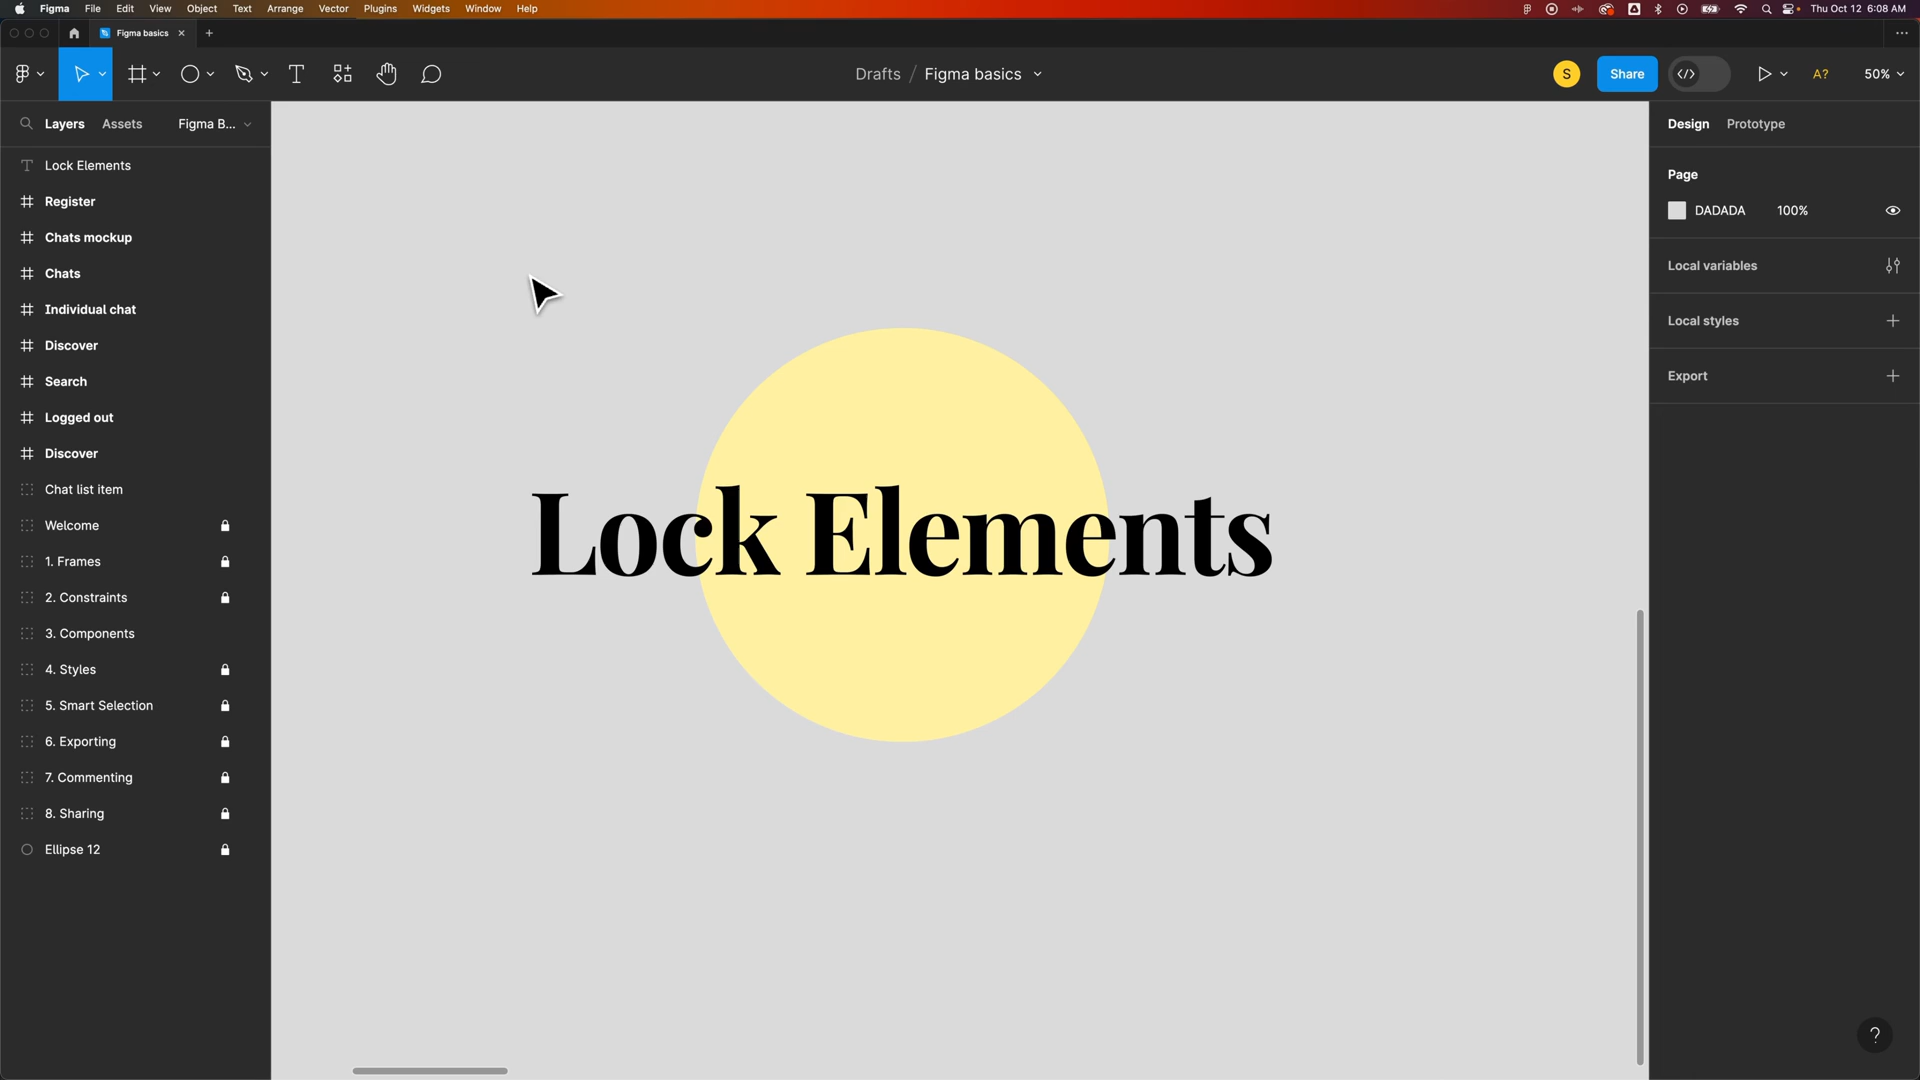 Figma File Edit View Object Text Arrange Vector Plugins Widgets Window Help Thu Oct 12 6:08 AM
Figma basics
Drafts / Figma basics S Share A? 50%
Layers Assets Figma B... Design Prototype
Lock Elements
Page
Register
DADADA 100%
Chats mockup
Local variables
Chats
Individual chat
Local styles
Discover
Export
Search
Logged out
Discover
Chat list item
Lock Elements
Welcome
1. Frames
2. Constraints
3. Components
4. Styles
5. Smart Selection
6. Exporting
7. Commenting
8. Sharing
Ellipse 12
?